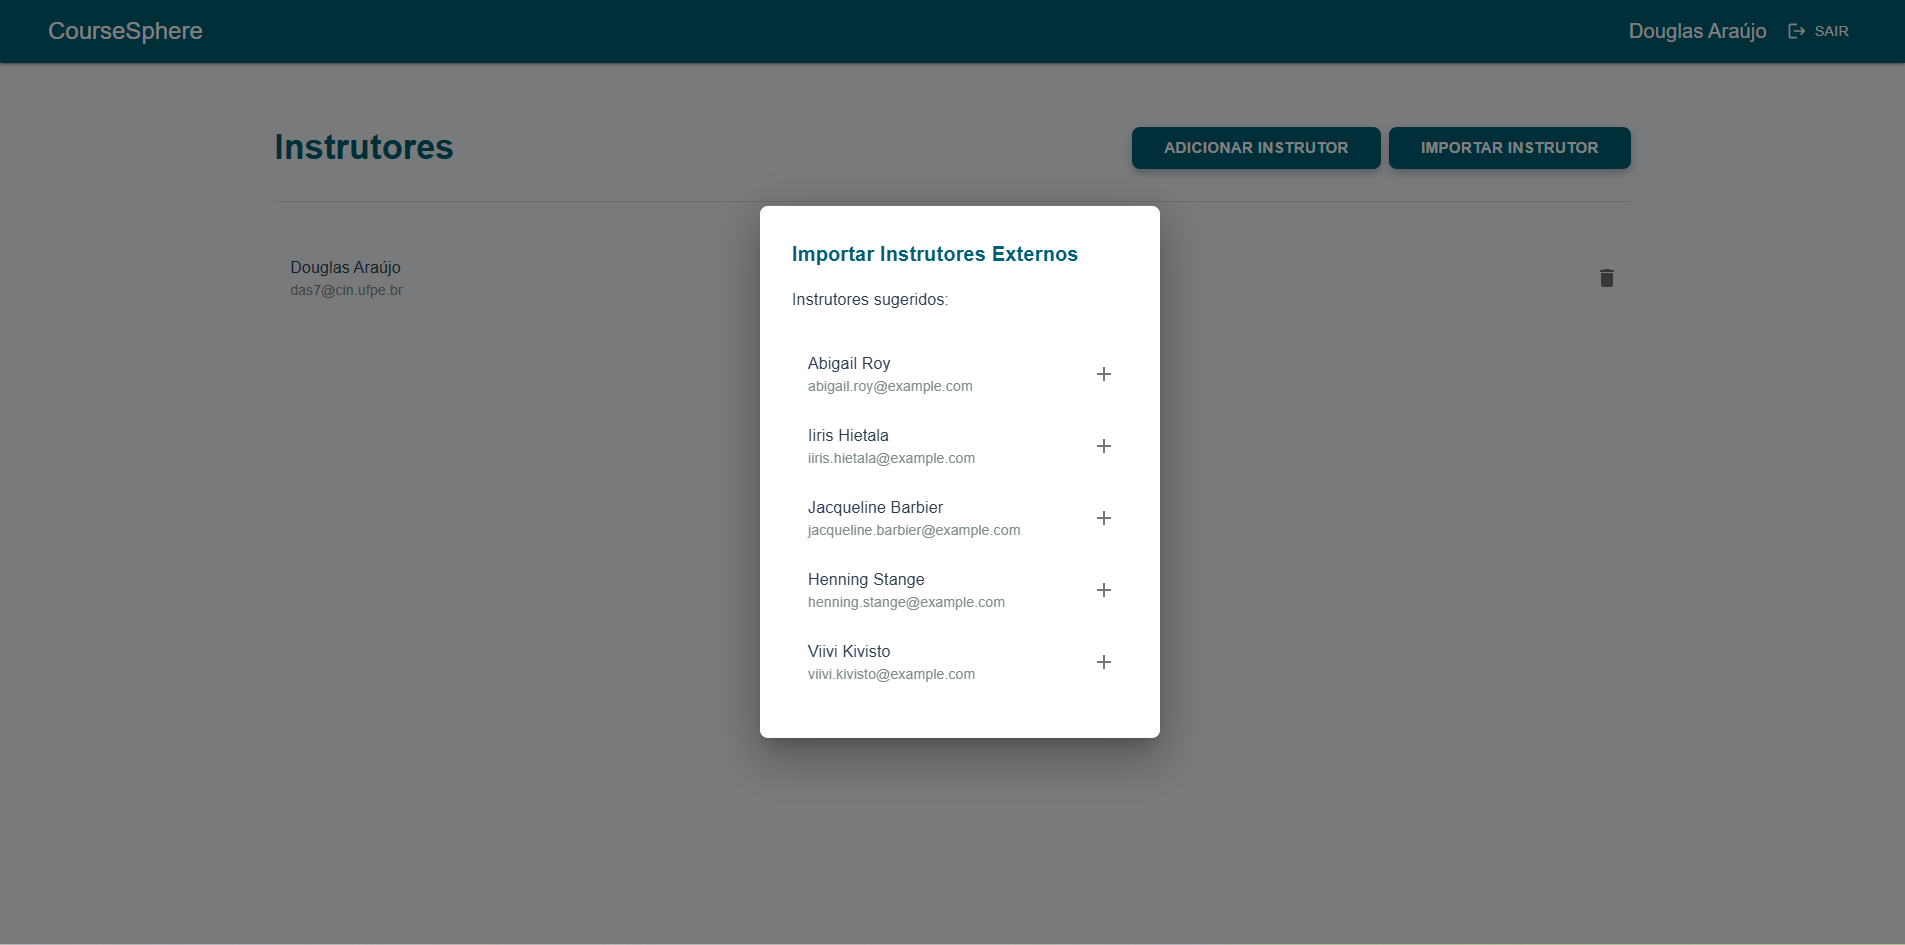 CourseSphere
Douglas Araújo
SAIR
Instrutores
ADICIONAR INSTRUTOR
IMPORTAR INSTRUTOR
Douglas Araújo
das7@cin.ufpe.br
Importar Instrutores Externos
Instrutores sugeridos:
Abigail Roy
abigail.roy@example.com
Iiris Hietala
iiris.hietala@example.com
Jacqueline Barbier
jacqueline.barbier@example.com
Henning Stange
henning.stange@example.com
Viivi Kivisto
viivi.kivisto@example.com